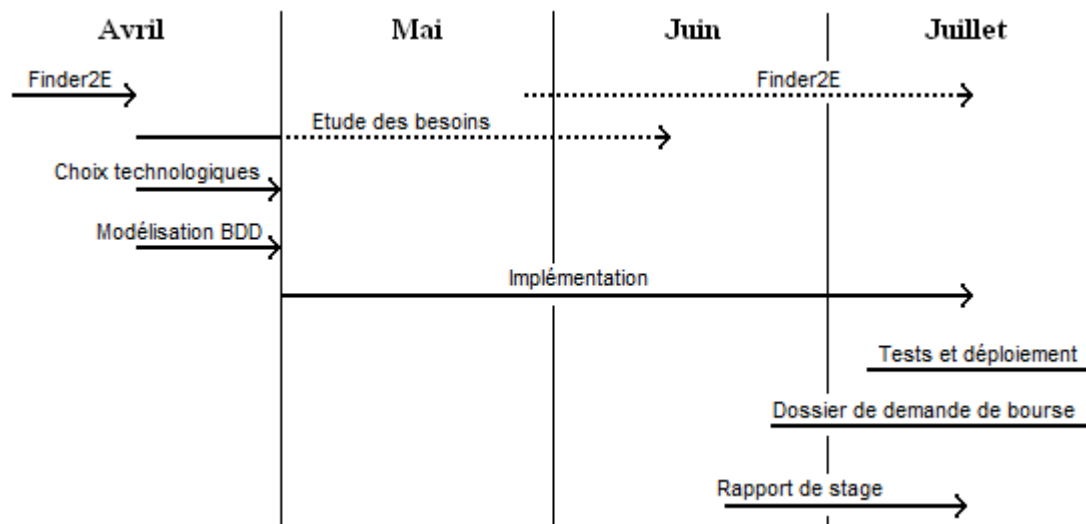 Avril
Mai
Juin
Juillet
Finder2E
Finder2E
Etude des besoins
Choix technologiques
Modélisation BDD
Implémentation
Tests et déploiement
Dossier de demande de bourse
Rapport de stage